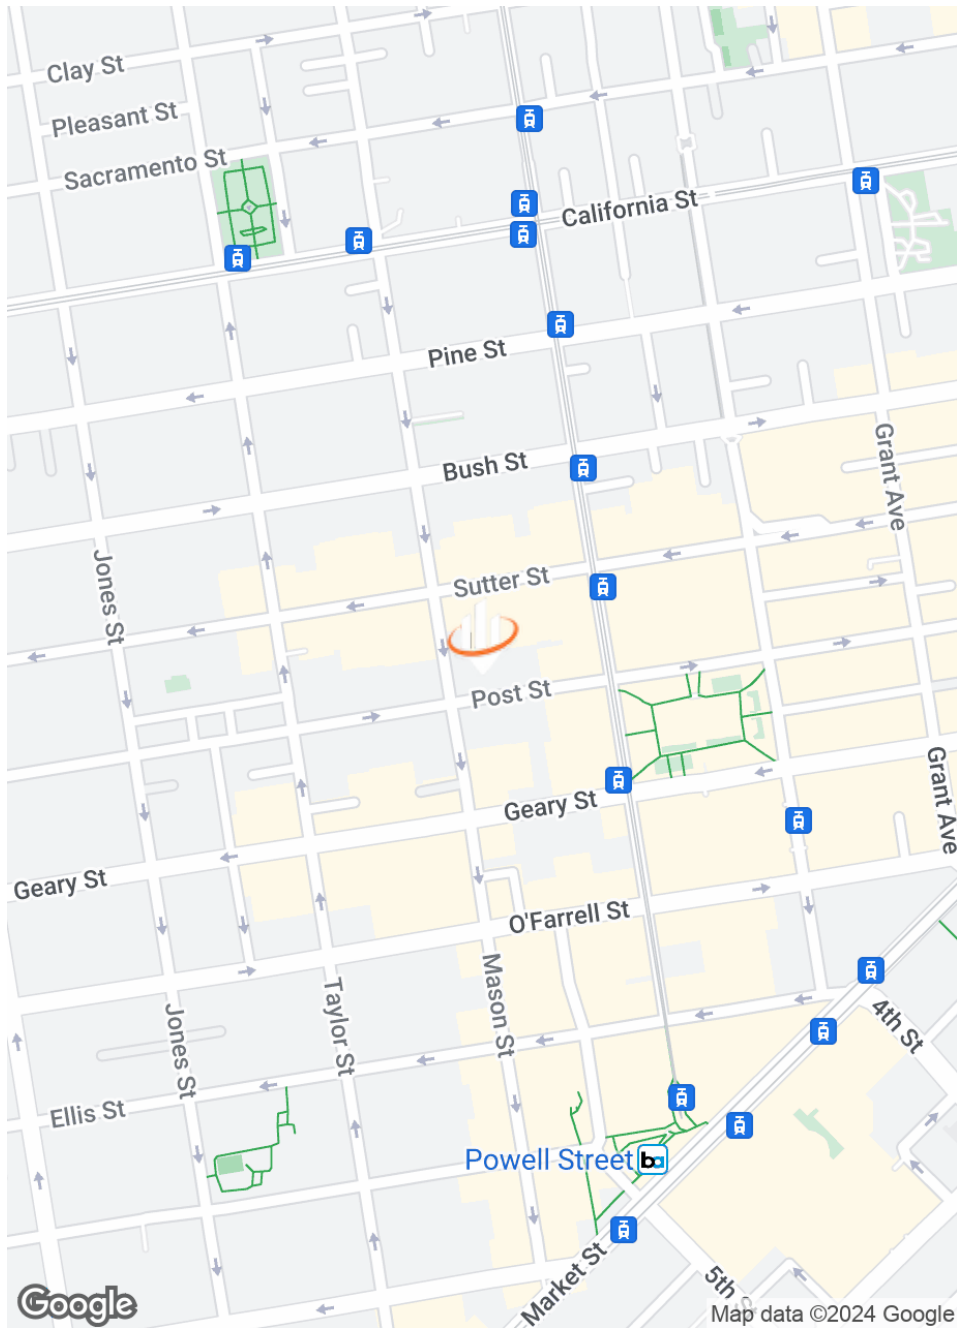 Clay St
Pleasant St
Sacramento St
California St
Pine St
Grant Ave
Bush St
Jones St
Sutter St
Post St
Grant Ave
Geary St
Geary St
O'Farrell St
Mason St
Taylor St
Jones St
4th St
Ellis St
Powell Street
Market St
5th S
Google
Map data ©2024 Google